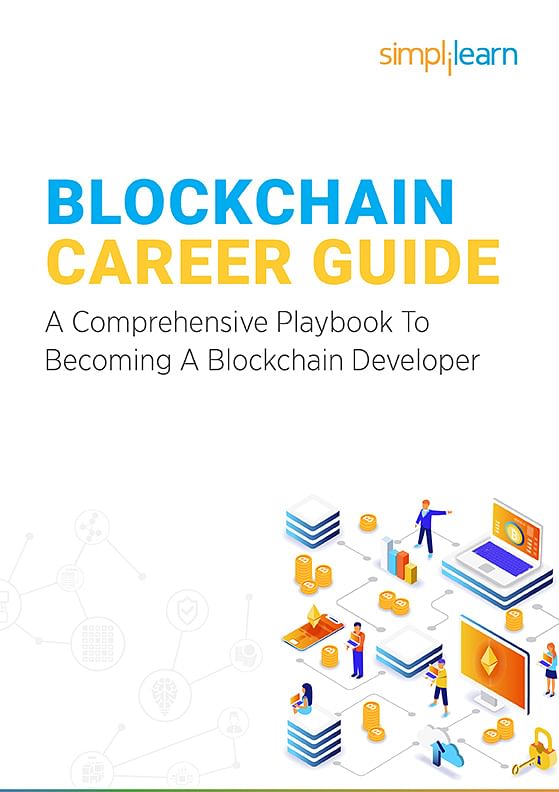 simplilearn
BLOCKCHAIN
CAREER GUIDE
A Comprehensive Playbook To
Becoming A Blockchain Developer